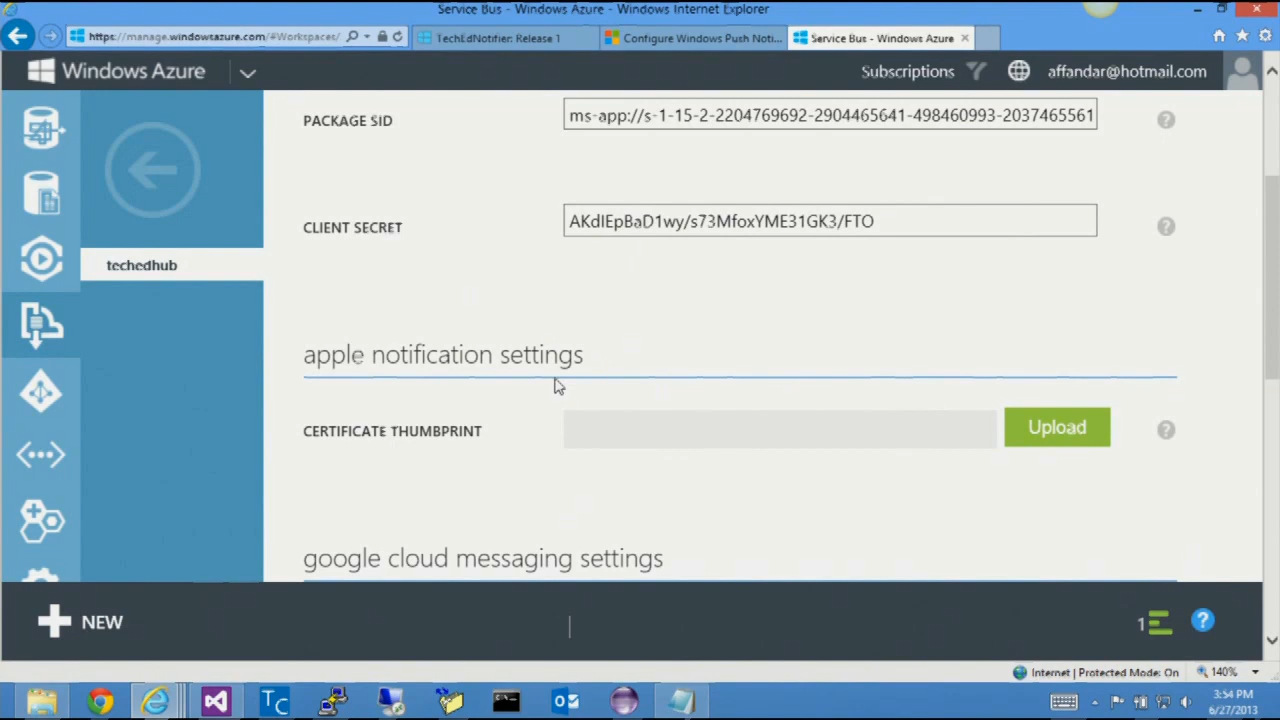 Service Bus - Windows Azure - Windows Internet Explorer
https://manage.windowsazure.com/#Workspaces/
TechEdNotifier: Release 1
Configure Windows Push Noti...
Service Bus - Windows Azure
Windows Azure
Subscriptions
affandar@hotmail.com
PACKAGE SID
ms-app://s-1-15-2-2204769692-2904465641-498460993-2037465561
?
CLIENT SECRET
AKdIEpBaD1wy/s73MfoxYME31GK3/FTO
?
techedhub
apple notification settings
CERTIFICATE THUMBPRINT
Upload
?
google cloud messaging settings
NEW
1
?
Internet | Protected Mode: On
140%
TC
3:54 PM
6/27/2013